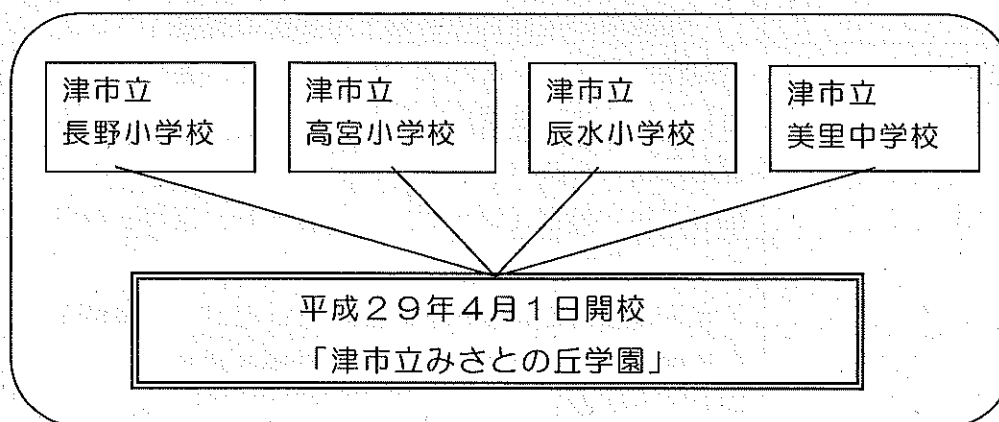 津市立
長野小学校
津市立
高宮小学校
津市立
辰水小学校
津市立
美里中学校
平成２９年４月１日開校
「津市立みさとの丘学園」